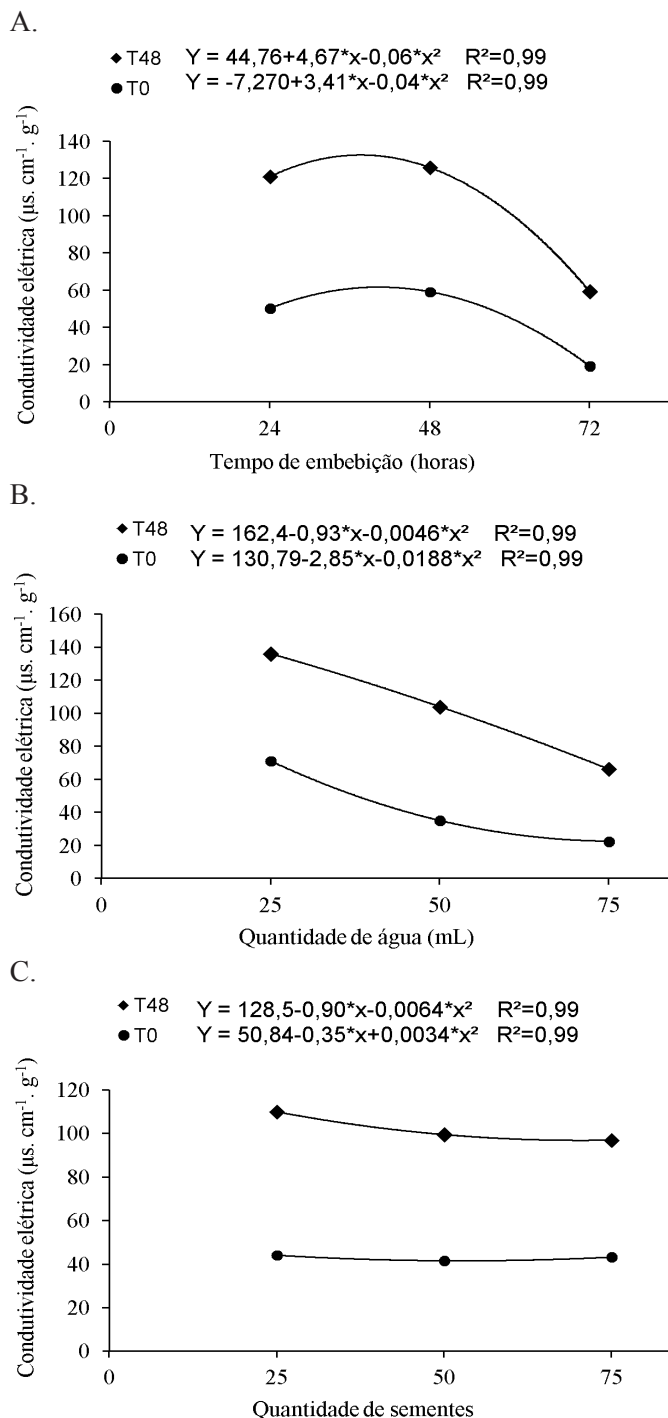 A.
T48 Y = 44,76+4,67*x-0,06*x² R²=0,99
T0 Y = -7,270+3,41*x-0,04*x² R²=0,99
Condutividade elétrica (µs. cm⁻¹. g⁻¹)
140
120
100
80
60
40
20
0
0 24 48 72
Tempo de embebição (horas)
B.
T48 Y = 162,4-0,93*x-0,0046*x² R²=0,99
T0 Y = 130,79-2,85*x-0,0188*x² R²=0,99
Condutividade elétrica (µs. cm⁻¹. g⁻¹)
160
140
120
100
80
60
40
20
0
0 25 50 75
Quantidade de água (mL)
C.
T48 Y = 128,5-0,90*x-0,0064*x² R²=0,99
T0 Y = 50,84-0,35*x+0,0034*x² R²=0,99
Condutividade elétrica (µs. cm⁻¹. g⁻¹)
120
100
80
60
40
20
0
0 25 50 75
Quantidade de sementes